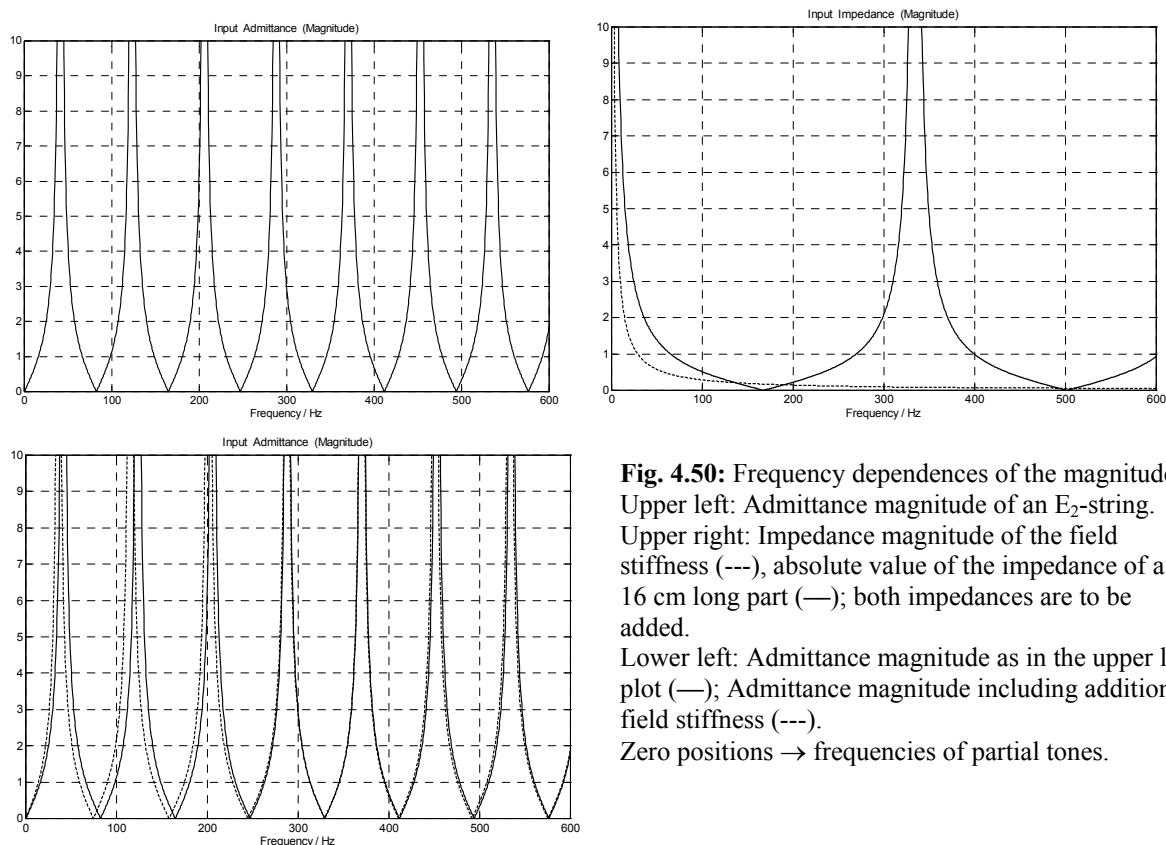 Input Admittance (Magnitude)
10
9
8
7
6
5
4
3
2
1
0
0 100 200 300 400 500 600
Frequency / Hz
Input Impedance (Magnitude)
10
9
8
7
6
5
4
3
2
1
0
0 100 200 300 400 500 600
Frequency / Hz
Input Admittance (Magnitude)
10
9
8
7
6
5
4
3
2
1
0
0 100 200 300 400 500 600
Frequency / Hz
Fig. 4.50: Frequency dependences of the magnitude
Upper left: Admittance magnitude of an E₂-string.
Upper right: Impedance magnitude of the field
stiffness (---), absolute value of the impedance of a
16 cm long part (—); both impedances are to be
added.
Lower left: Admittance magnitude as in the upper l
plot (—); Admittance magnitude including addition
field stiffness (---).
Zero positions → frequencies of partial tones.